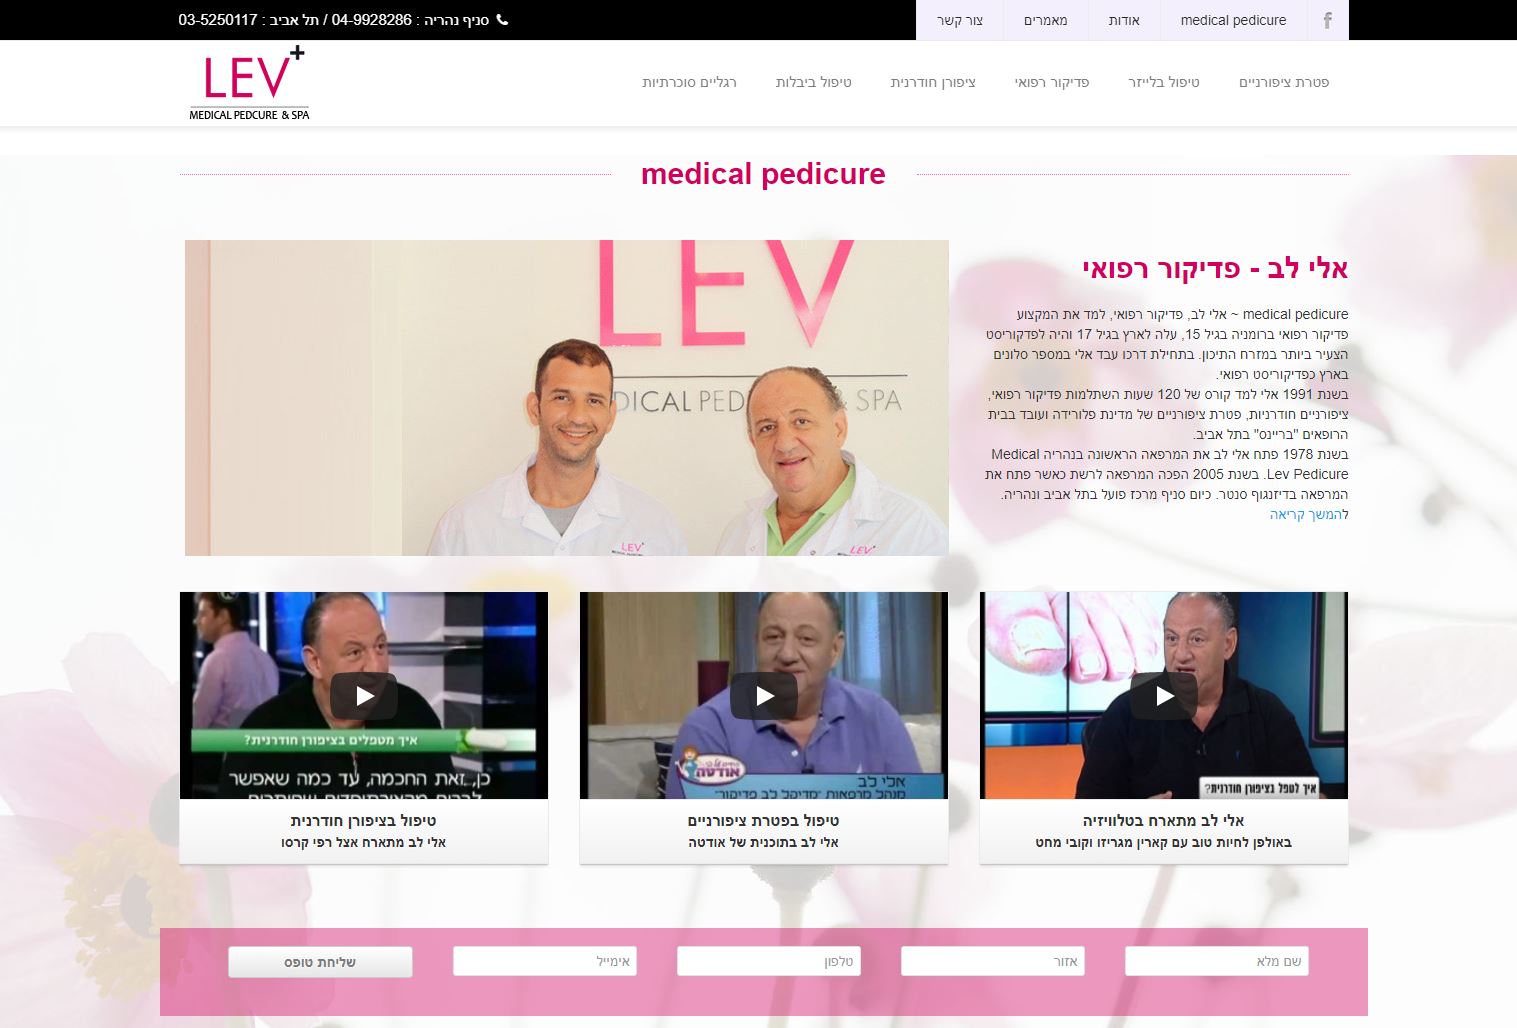 סניף נהריה : 04-9928286 / תל אביב : 03-5250117
medical pedicure
אודות
מאמרים
צור קשר
LEV+
MEDICAL PEDCURE & SPA
פטרת ציפורניים
טיפול בלייזר
פדיקור רפואי
ציפורן חודרנית
טיפול ביבלות
רגליים סוכרתיות
medical pedicure
אלי לב - פדיקור רפואי
medical pedicure ~ אלי לב, פדיקור רפואי, למד את המקצוע
פדיקור רפואי ברומניה בגיל 15, עלה לארץ בגיל 17 והיה לפדקוריסט
הצעיר ביותר במזרח התיכון. בתחילת דרכו עבד אלי במספר סלונים
בארץ כפדיקוריסט רפואי.
בשנת 1991 אלי למד קורס של 120 שעות השתלמות פדיקור רפואי,
ציפורניים חודרניות, פטרת ציפורניים של מדינת פלורידה ועובד בבית
הרופאים "בריינס" בתל אביב.
בשנת 1978 פתח אלי לב את המרפאה הראשונה בנהריה Medical
Lev Pedicure. בשנת 2005 הפכה המרפאה לרשת כאשר פתח את
המרפאה בדיזנגוף סנטר. כיום סניף מרכז פועל בתל אביב ונהריה.
להמשך קריאה
LEV
DICAL PED & SPA
LEV+
LEV+
איך לטפל בציפורן חודרנית?
אלי לב מתארח בטלוויזיה
באולפן לחיות טוב עם קארין מגריזו וקובי מחט
אודטה
אלי לב
מנהל מרפאות "מדיקל לב פדיקור"
טיפול בפטרת ציפורניים
אלי לב בתוכנית של אודטה
איך מטפלים בציפורן חודרנית?
כן, זאת החכמה, עד כמה שאפשר
טיפול בציפורן חודרנית
אלי לב מתארח אצל רפי קרסו
שם מלא
אזור
טלפון
אימייל
שליחת טופס